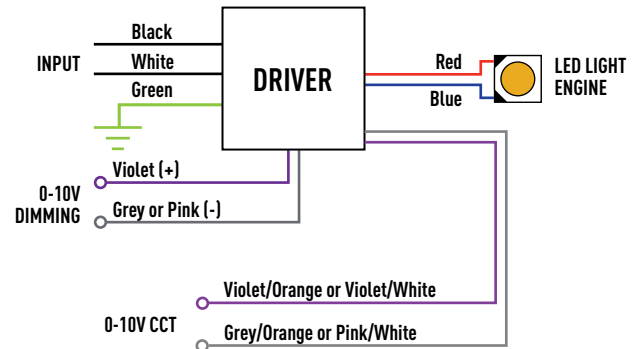 Black
INPUT
White
Green
DRIVER
Red
Blue
LED LIGHT
ENGINE
Violet (+)
0-10V
DIMMING
Grey or Pink (-)
Violet/Orange or Violet/White
0-10V CCT
Grey/Orange or Pink/White